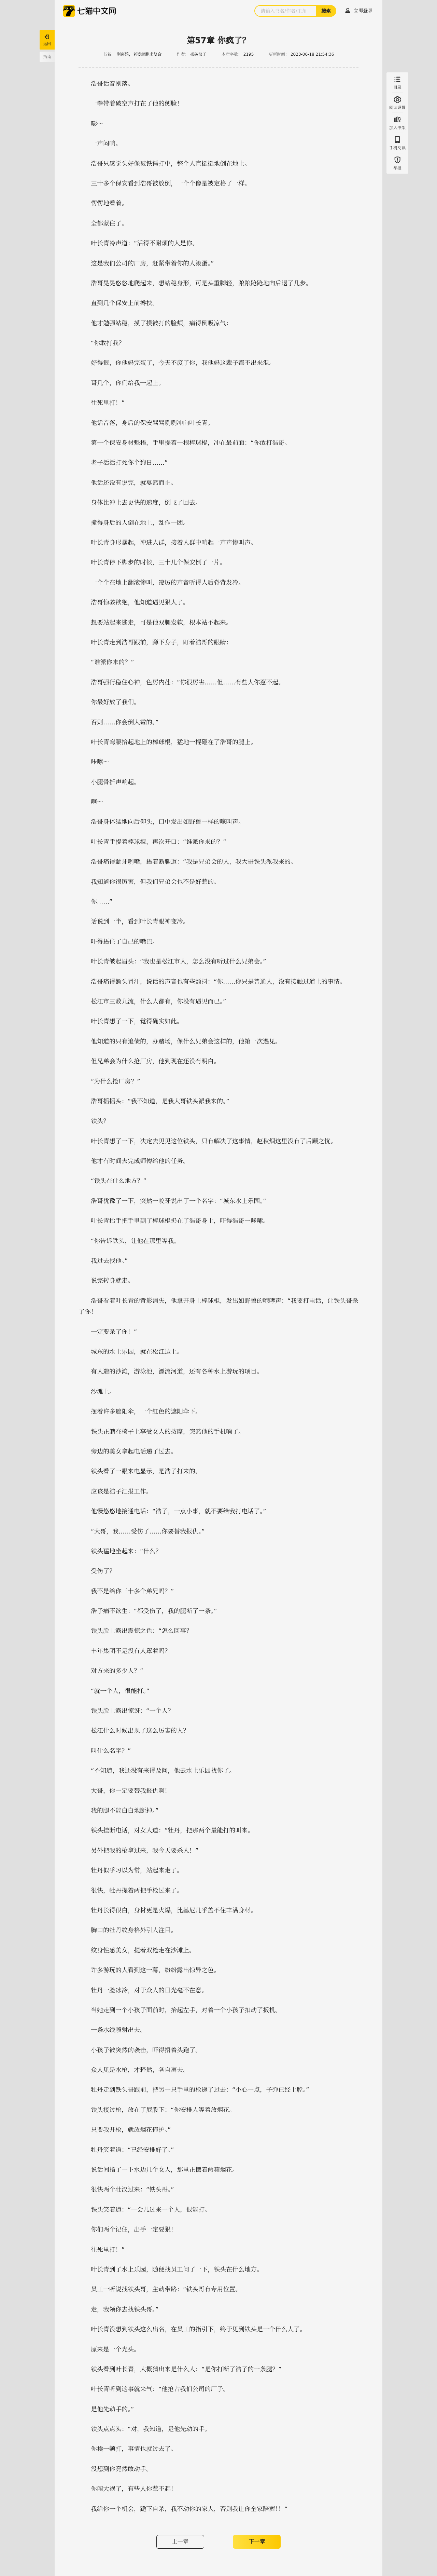 七猫中文网
请输入书名/作者/主角
搜索
立即登录
返回
听读
目录
阅读设置
加入书架
手机阅读
举报
第57章 你疯了？
更新时间： 2023-06-14 21:54:36
浩哥话音刚落。
一拳带着破空声打在了他的侧脸！
嘭～
一声闷响。
浩哥只感觉头好像被铁锤打中，整个人直挺挺地倒在地上。
三十多个保安看到浩哥被放倒，一个个像是被定格了一样。
愣愣地看着。
全都晕住了。
叶长青冷声道：“活得不耐烦的人是你。
这是我们公司的厂房，赶紧带着你的人滚蛋。”
浩哥晃晃悠悠地爬起来，想站稳身形，可是头重脚轻，踉踉跄跄地向后退了几步。
直到几个保安上前搀扶。
他才勉强站稳，摸了摸被打的脸颊，痛得倒吸凉气：
“你敢打我？
好得很，你他妈完蛋了，今天不废了你，我他妈这辈子都不出来混。
哥几个，你们给我一起上。
往死里打！”
他话音落，身后的保安骂骂咧咧冲向叶长青。
第一个保安身材魁梧，手里提着一根棒球棍，冲在最前面：“你敢打浩哥。
老子活活打死你个狗日......”
他话还没有说完，就戛然而止。
身体比冲上去更快的速度，倒飞了回去。
撞得身后的人倒在地上，乱作一团。
叶长青身形暴起，冲进人群，接着人群中响起一声声惨叫声。
叶长青停下脚步的时候，三十几个保安倒了一片。
一个个在地上翻滚惨叫，凄厉的声音听得人后脊背发冷。
浩哥惊骇欲绝，他知道遇见狠人了。
想要站起来逃走，可是他双腿发软，根本站不起来。
叶长青走到浩哥跟前，蹲下身子，盯着浩哥的眼睛：
“谁派你来的？”
浩哥强行稳住心神，色厉内荏：“你很厉害......但......有些人你惹不起。
你最好放了我们。
否则......你会倒大霉的。”
叶长青弯腰拾起地上的棒球棍，猛地一棍砸在了浩哥的腿上。
咔嚓～
小腿骨折声响起。
啊～
浩哥身体猛地向后仰头，口中发出如野兽一样的嚎叫声。
叶长青手提着棒球棍，再次开口：“谁派你来的？”
浩哥痛得龇牙咧嘴，捂着断腿道：“我是兄弟会的人，我大哥铁头派我来的。
我知道你很厉害，但我们兄弟会也不是好惹的。
你......”
话说到一半，看到叶长青眼神变冷。
吓得捂住了自己的嘴巴。
叶长青皱起眉头：“我也是松江市人，怎么没有听过什么兄弟会。”
浩哥痛得额头冒汗，说话的声音也有些颤抖：“你......你只是普通人，没有接触过道上的事情。
松江市三教九流，什么人都有，你没有遇见而已。”
叶长青想了一下，觉得确实如此。
他知道的只有追债的，办赌场，像什么兄弟会这样的，他第一次遇见。
但兄弟会为什么抢厂房，他到现在还没有明白。
“为什么抢厂房？”
浩哥摇摇头：“我不知道，是我大哥铁头派我来的。”
铁头？
叶长青想了一下，决定去见见这位铁头，只有解决了这事情，赵秋烟这里没有了后顾之忧。
他才有时间去完成师禅给他的任务。
“铁头在什么地方？”
浩哥犹豫了一下，突然一咬牙说出了一个名字：“城东水上乐园。”
叶长青抬手把手里到了棒球棍扔在了浩哥身上，吓得浩哥一哆嗦。
“你告诉铁头，让他在那里等我。
我过去找他。”
说完转身就走。
浩哥看着叶长青的背影消失，他拿开身上棒球棍，发出如野兽的咆哮声：“我要打电话，让铁头哥杀
了你！
一定要杀了你！”
城东的水上乐园，就在松江边上。
有人造的沙滩，游泳池，漂流河道，还有各种水上游玩的项目。
沙滩上。
摆着许多遮阳伞，一个红色的遮阳伞下。
铁头正躺在椅子上享受女人的按摩，突然他的手机响了。
旁边的美女拿起电话递了过去。
铁头看了一眼来电显示，是浩子打来的。
应该是浩子汇报工作。
他慢悠悠地接通电话：“浩子，一点小事，就不要给我打电话了。”
“大哥，我......受伤了......你要替我报仇。”
铁头猛地坐起来：“什么？
受伤了？
我不是给你三十多个弟兄吗？”
浩子痛不欲生：“都受伤了，我的腿断了一条。”
铁头脸上露出震惊之色：“怎么回事？
丰年集团不是没有人罩着吗？
对方来的多少人？”
“就一个人，很能打。”
铁头脸上露出惊讶：“一个人？
松江什么时候出现了这么厉害的人？
叫什么名字？”
“不知道，我还没有来得及问，他去水上乐园找你了。
大哥，你一定要替我报仇啊！
我的腿不能白白地断掉。”
铁头挂断电话，对女人道：“牡丹，把那两个最能打的叫来。
另外把我的枪拿过来，我今天要杀人！”
牡丹似乎习以为常，站起来走了。
很快，牡丹提着两把手枪过来了。
牡丹长得很白，身材更是火爆，比基尼几乎盖不住丰满身材。
胸口的牡丹纹身格外引人注目。
纹身性感美女，提着双枪走在沙滩上。
许多游玩的人看到这一幕，纷纷露出惊异之色。
牡丹一脸冰冷，对于众人的目光毫不在意。
当她走到一个小孩子面前时，抬起左手，对着一个小孩子扣动了扳机。
一条水线喷射出去。
小孩子被突然的袭击，吓得捂着头跑了。
众人见是水枪，才释然，各自离去。
牡丹走到铁头哥跟前，把另一只手里的枪递了过去：“小心一点，子弹已经上膛。”
铁头接过枪，放在了屁股下：“你安排人等着放烟花。
只要我开枪，就放烟花掩护。”
牡丹笑着道：“已经安排好了。”
说话间指了一下水边几个女人，那里正摆着两箱烟花。
很快两个壮汉过来：“铁头哥。”
铁头笑着道：“一会儿过来一个人，很能打。
你们两个记住，出手一定要狠！
往死里打！”
叶长青到了水上乐园，随便找员工问了一下，铁头在什么地方。
员工一听说找铁头哥，主动带路：“铁头哥有专用位置。
走，我领你去找铁头哥。”
叶长青没想到铁头这么出名，在员工的指引下，终于见到铁头是一个什么人了。
原来是一个光头。
铁头看到叶长青，大概猜出来是什么人：“是你打断了浩子的一条腿？”
叶长青听到这事就来气：“他抢占我们公司的厂子。
是他先动手的。”
铁头点点头：“对，我知道，是他先动的手。
你挨一顿打，事情也就过去了。
没想到你竟然敢动手。
你闯大祸了，有些人你惹不起！
我给你一个机会，跪下自杀，我不动你的家人，否则我让你全家陪葬！！”
上一章
下一章